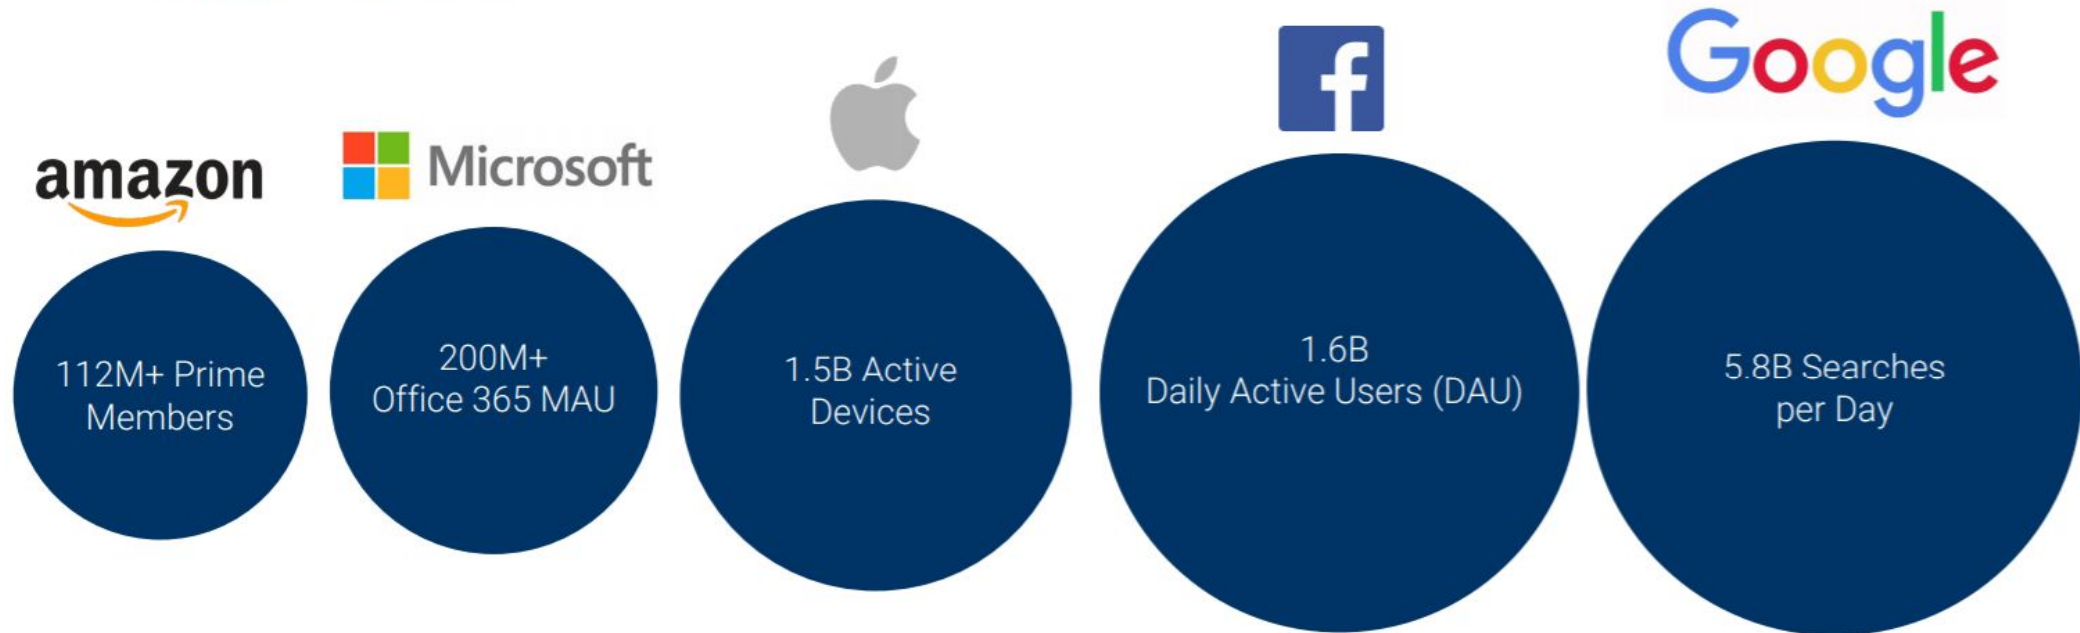 amazon
Microsoft
f
Google
112M+ Prime
Members
200M+
Office 365 MAU
1.5B Active
Devices
1.6B
Daily Active Users (DAU)
5.8B Searches
per Day